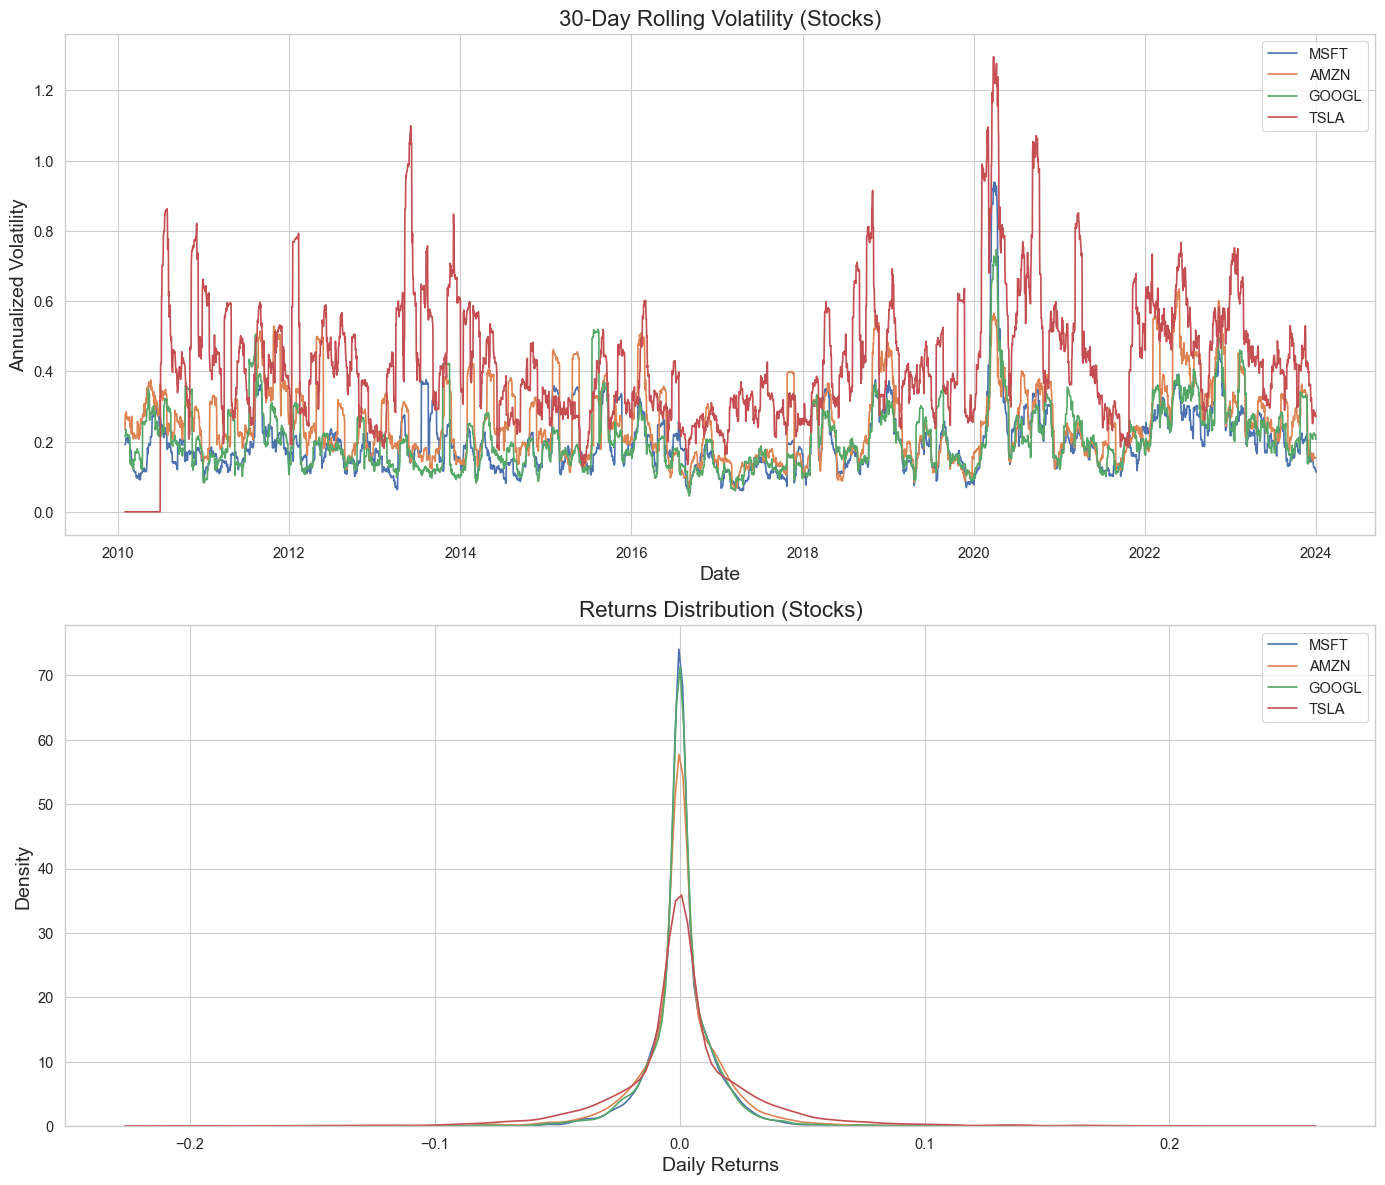 30-Day Rolling Volatility (Stocks)
MSFT
AMZN
GOOGL
TSLA
Annualized Volatility
1.2
1.0
0.8
0.6
0.4
0.2
0.0
2010 2012 2014 2016 2018 2020 2022 2024
Date
Returns Distribution (Stocks)
MSFT
AMZN
GOOGL
TSLA
Density
70
60
50
40
30
20
10
0
−0.2 −0.1 0.0 0.1 0.2
Daily Returns